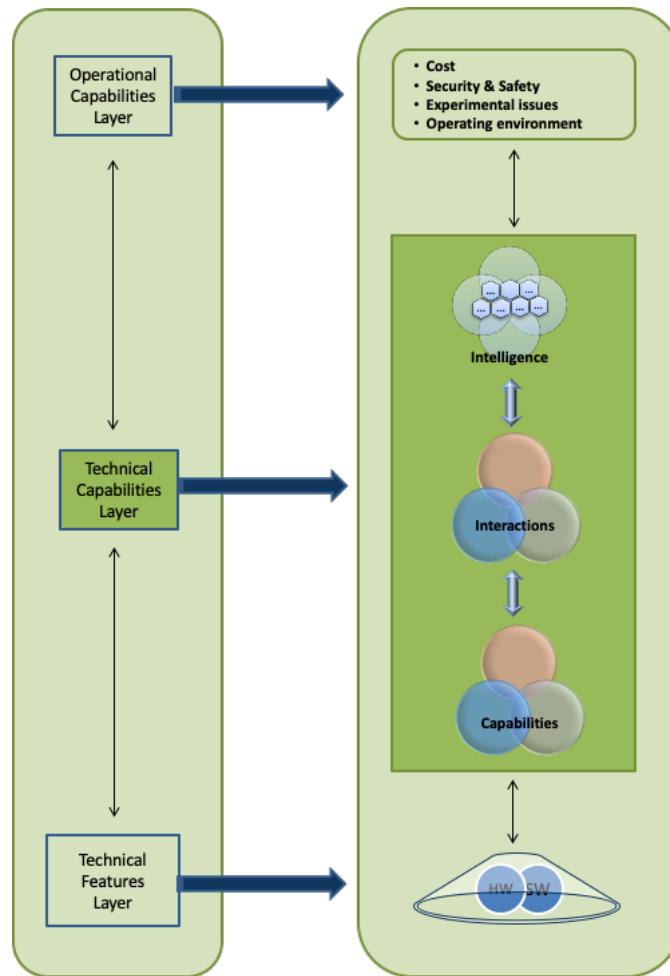 Operational
Capabilities
Layer
• Cost
• Security & Safety
• Experimental issues
• Operating environment
... ...
... ... ... ...
Intelligence
Technical
Capabilities
Layer
Interactions
Capabilities
Technical
Features
Layer
HW SW